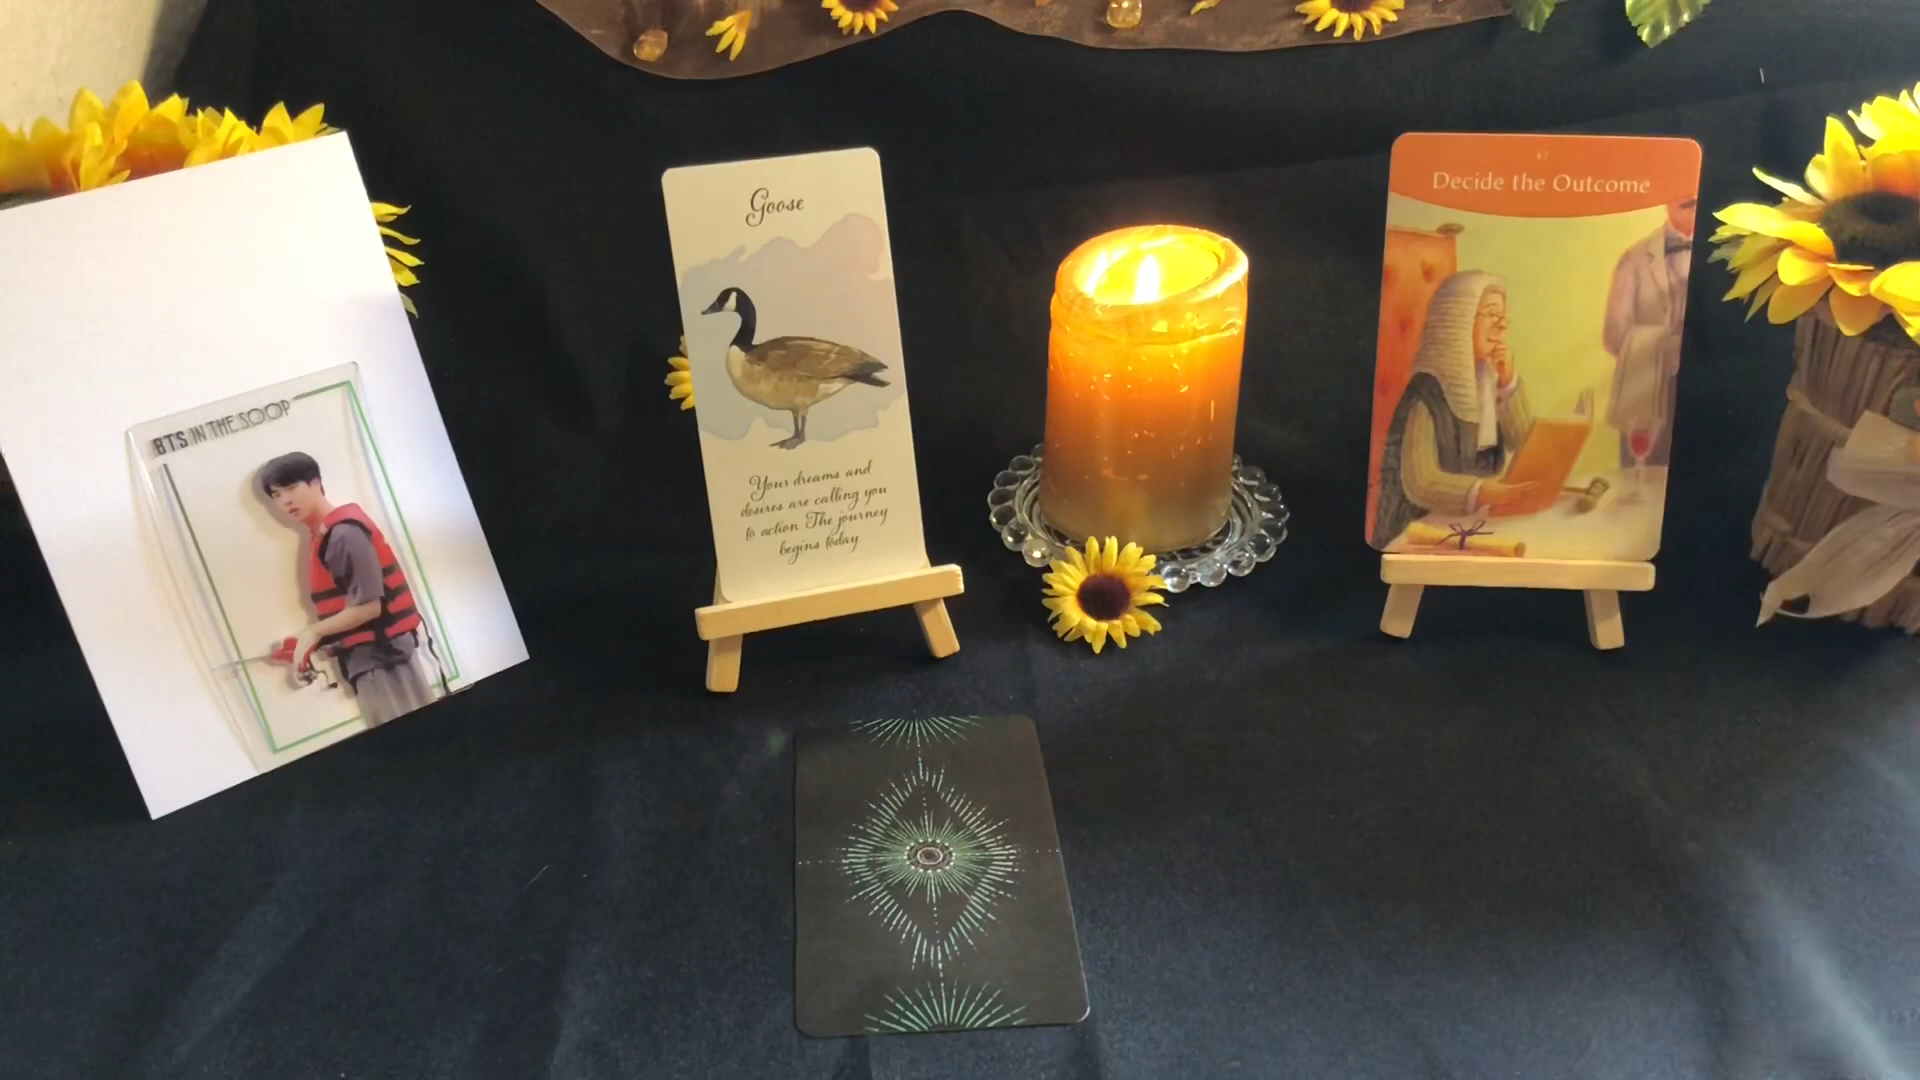 BTS IN THE SOOP
Goose
Your dreams and
desires are calling you
to action. The journey
begins today
47
Decide the Outcome